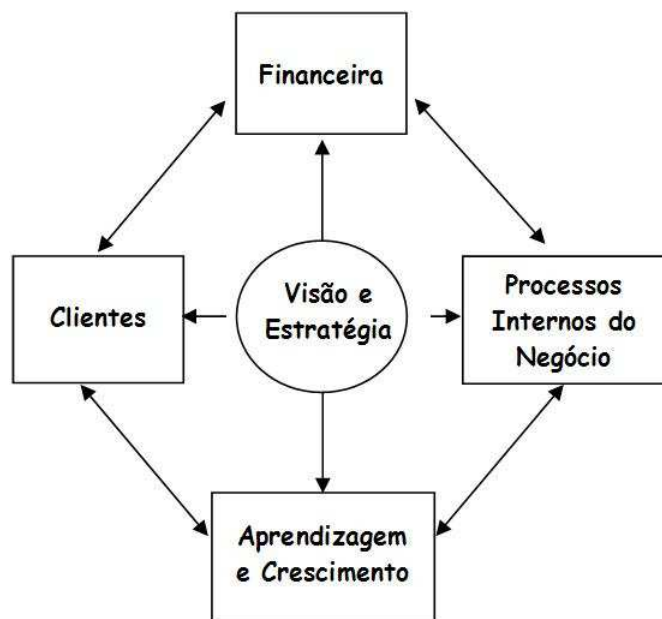 Financeira
Clientes
Visão e
Estratégia
Processos
Internos do
Negócio
Aprendizagem
e Crescimento